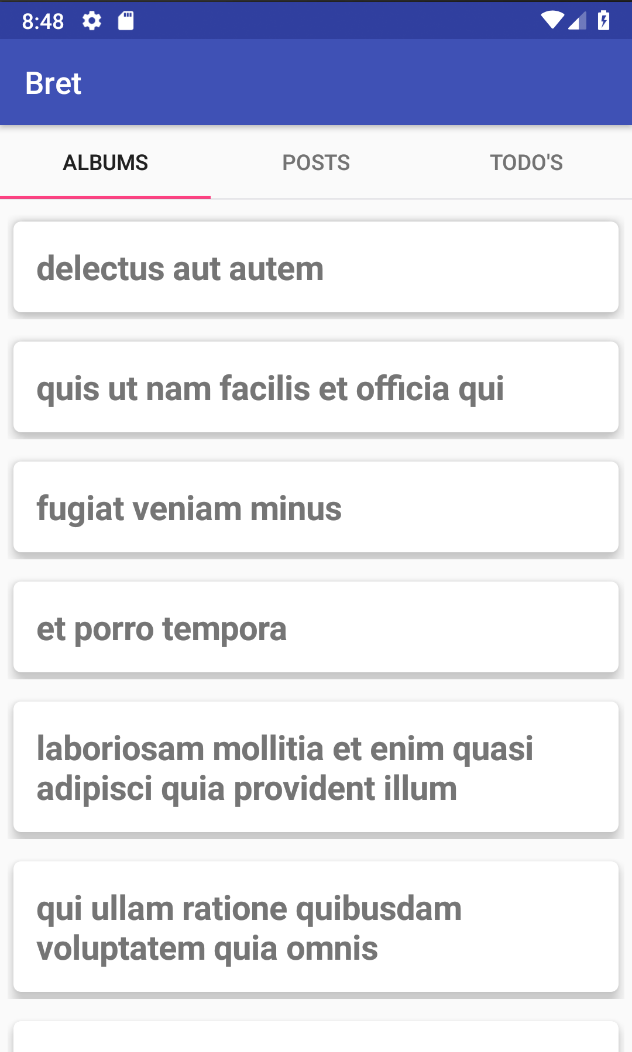 8:48
Bret
ALBUMS POSTS TODO'S
delectus aut autem
quis ut nam facilis et officia qui
fugiat veniam minus
et porro tempora
laboriosam mollitia et enim quasi
adipisci quia provident illum
qui ullam ratione quibusdam
voluptatem quia omnis